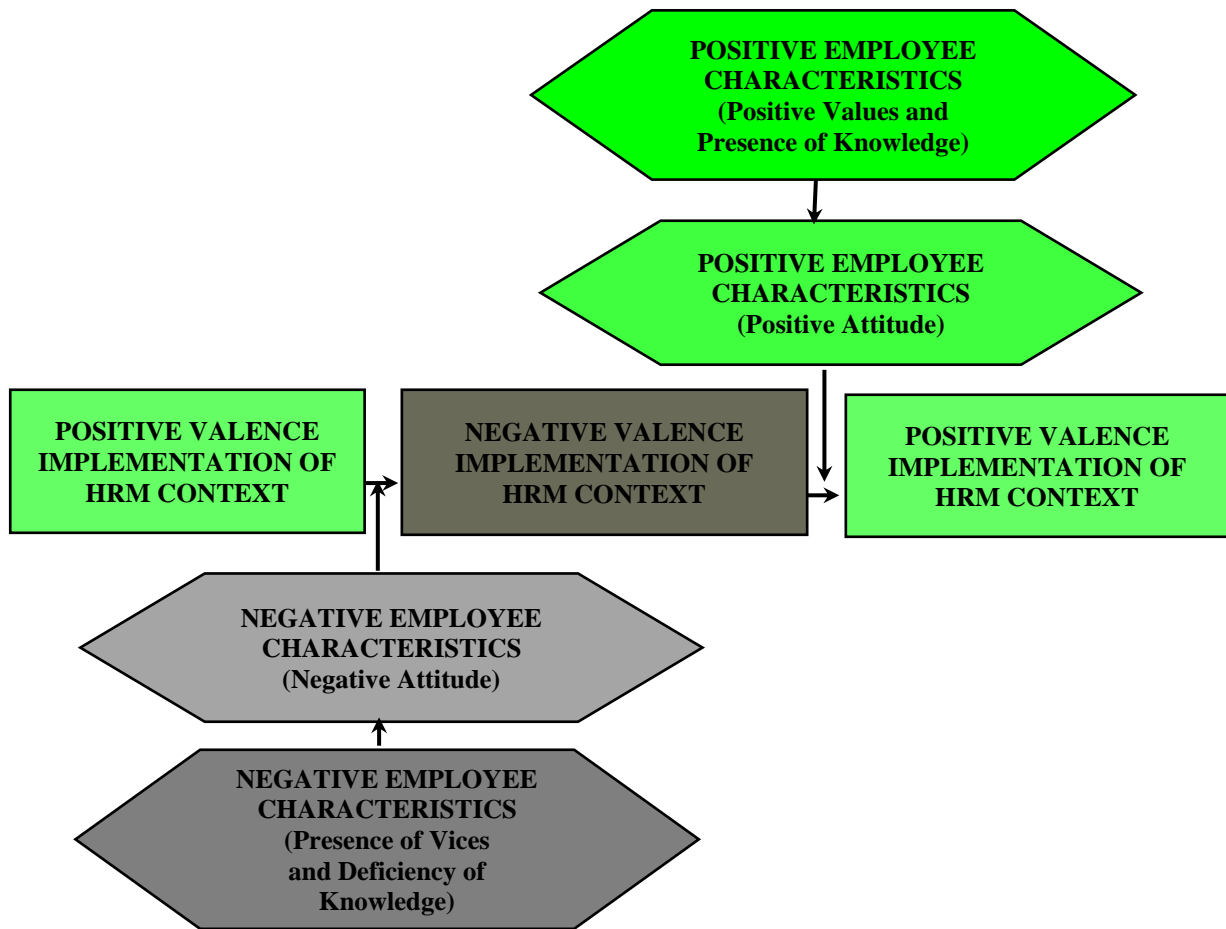 POSITIVE EMPLOYEE
CHARACTERISTICS
(Positive Values and
Presence of Knowledge)
POSITIVE EMPLOYEE
CHARACTERISTICS
(Positive Attitude)
POSITIVE VALENCE
IMPLEMENTATION OF
HRM CONTEXT
NEGATIVE VALENCE
IMPLEMENTATION OF
HRM CONTEXT
POSITIVE VALENCE
IMPLEMENTATION OF
HRM CONTEXT
NEGATIVE EMPLOYEE
CHARACTERISTICS
(Negative Attitude)
NEGATIVE EMPLOYEE
CHARACTERISTICS
(Presence of Vices
and Deficiency of
Knowledge)